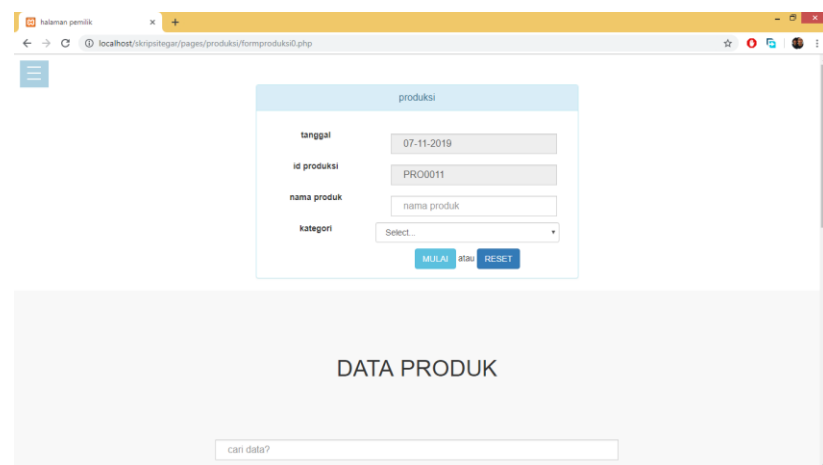 halaman pemilik
localhost/skripsitegar/pages/produksi/formproduksi0.php
produksi
tanggal 07-11-2019
id produksi PRO0011
nama produk nama produk
kategori Select...
MULAI atau RESET
DATA PRODUK
cari data?